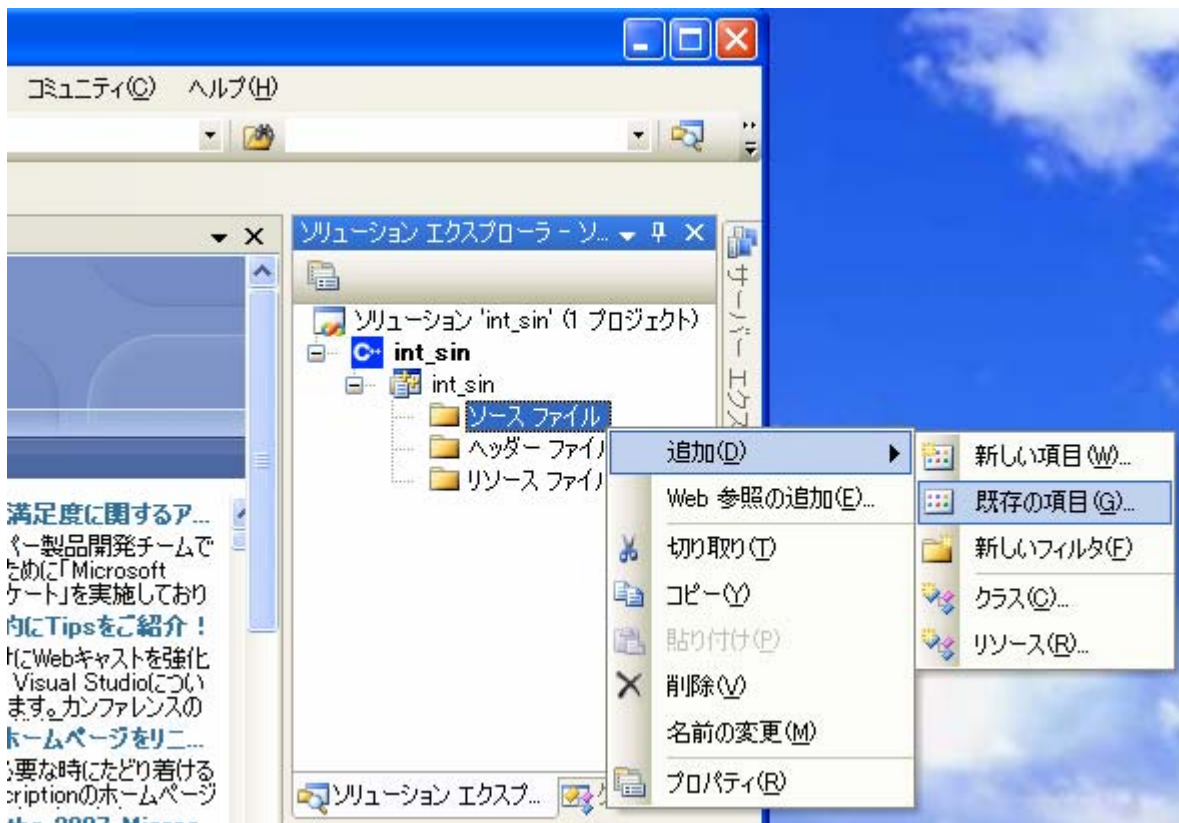 コミュニティ(C) ヘルプ(H)
ソリューション エクスプローラ - ソ...
ソリューション 'int_sin' (1 プロジェクト)
int_sin
int_sin
ソース ファイル
ヘッダー ファイ
リソース ファイ
サーバー エクス
追加(D)
Web 参照の追加(E)...
切り取り(T)
コピー(Y)
貼り付け(P)
削除(V)
名前の変更(M)
プロパティ(R)
新しい項目(W)...
既存の項目(G)...
新しいフィルタ(F)
クラス(C)...
リソース(R)...
満足度に関するア...
パー製品開発チームで
ために「Microsoft
ケート」を実施しており
的にTipsをご紹介！
にWebキャストを強化
Visual Studioについ
ます。カンファレンスの
ホームページをリニ...
必要な時にたどり着ける
criptionのホームページ
ソリューション エクスプ...